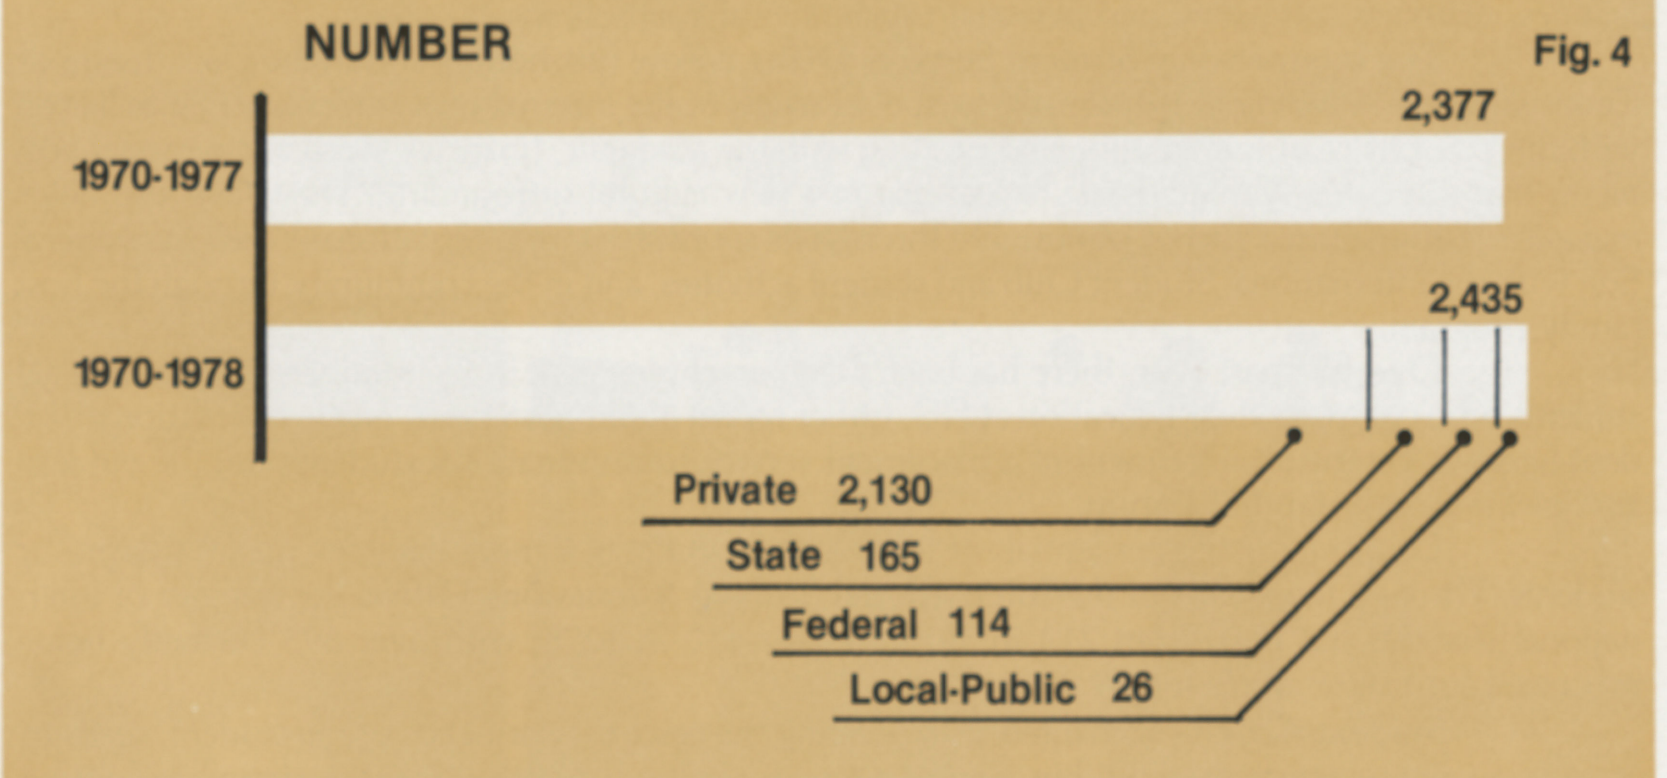 NUMBER
Fig. 4
2,377
1970-1977
2,435
1970-1978
Private 2,130
State 165
Federal 114
Local-Public 26